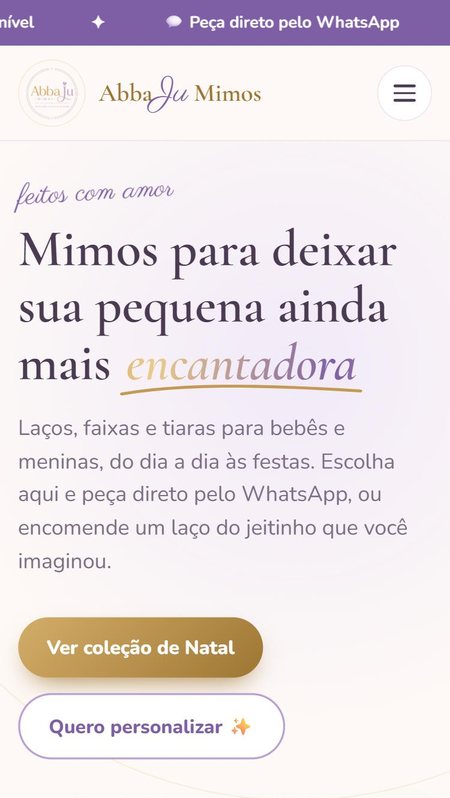 nível ✦ 💬 Peça direto pelo WhatsApp
Abba Ju
AbbaJu Mimos
feitos com amor
Mimos para deixar
sua pequena ainda
mais encantadora
Laços, faixas e tiaras para bebês e
meninas, do dia a dia às festas. Escolha
aqui e peça direto pelo WhatsApp, ou
encomende um laço do jeitinho que você
imaginou.
Ver coleção de Natal
Quero personalizar ✨